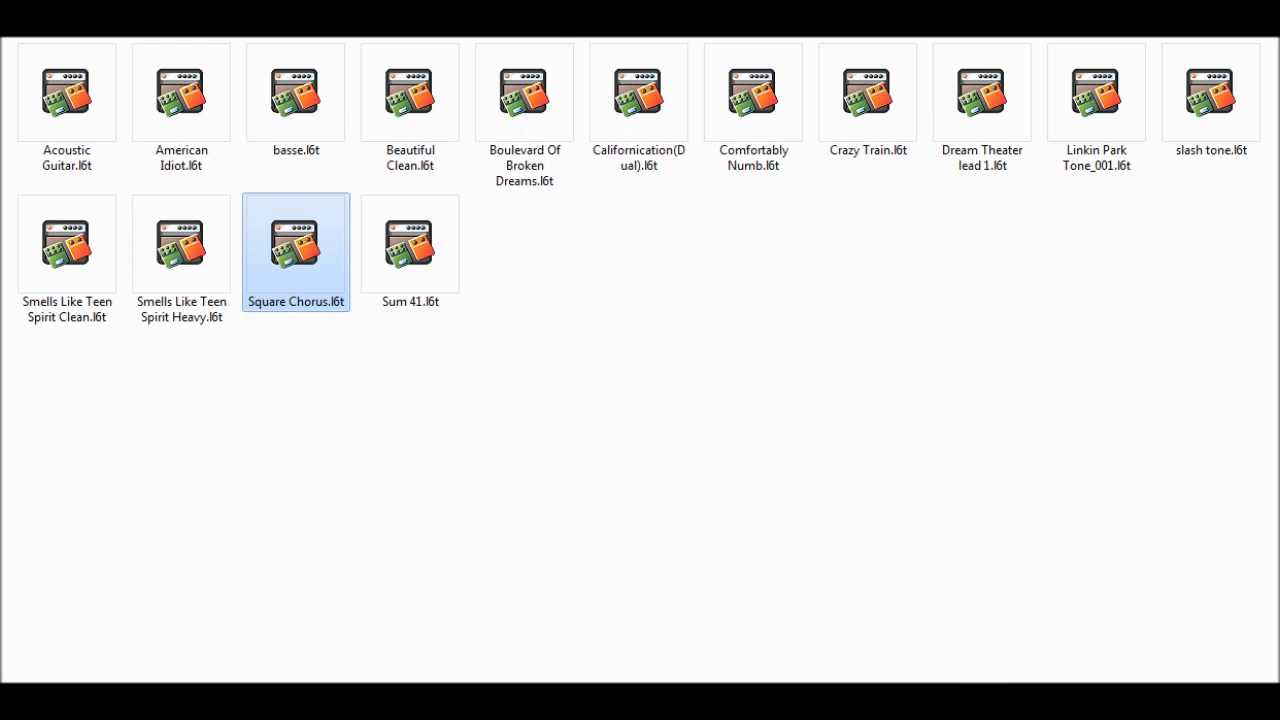 Acoustic
Guitar.l6t
American
Idiot.l6t
basse.l6t
Beautiful
Clean.l6t
Boulevard Of
Broken
Dreams.l6t
Californication(D
ual).l6t
Comfortably
Numb.l6t
Crazy Train.l6t
Dream Theater
lead 1.l6t
Linkin Park
Tone_001.l6t
slash tone.l6t
Smells Like Teen
Spirit Clean.l6t
Smells Like Teen
Spirit Heavy.l6t
Square Chorus.l6t
Sum 41.l6t